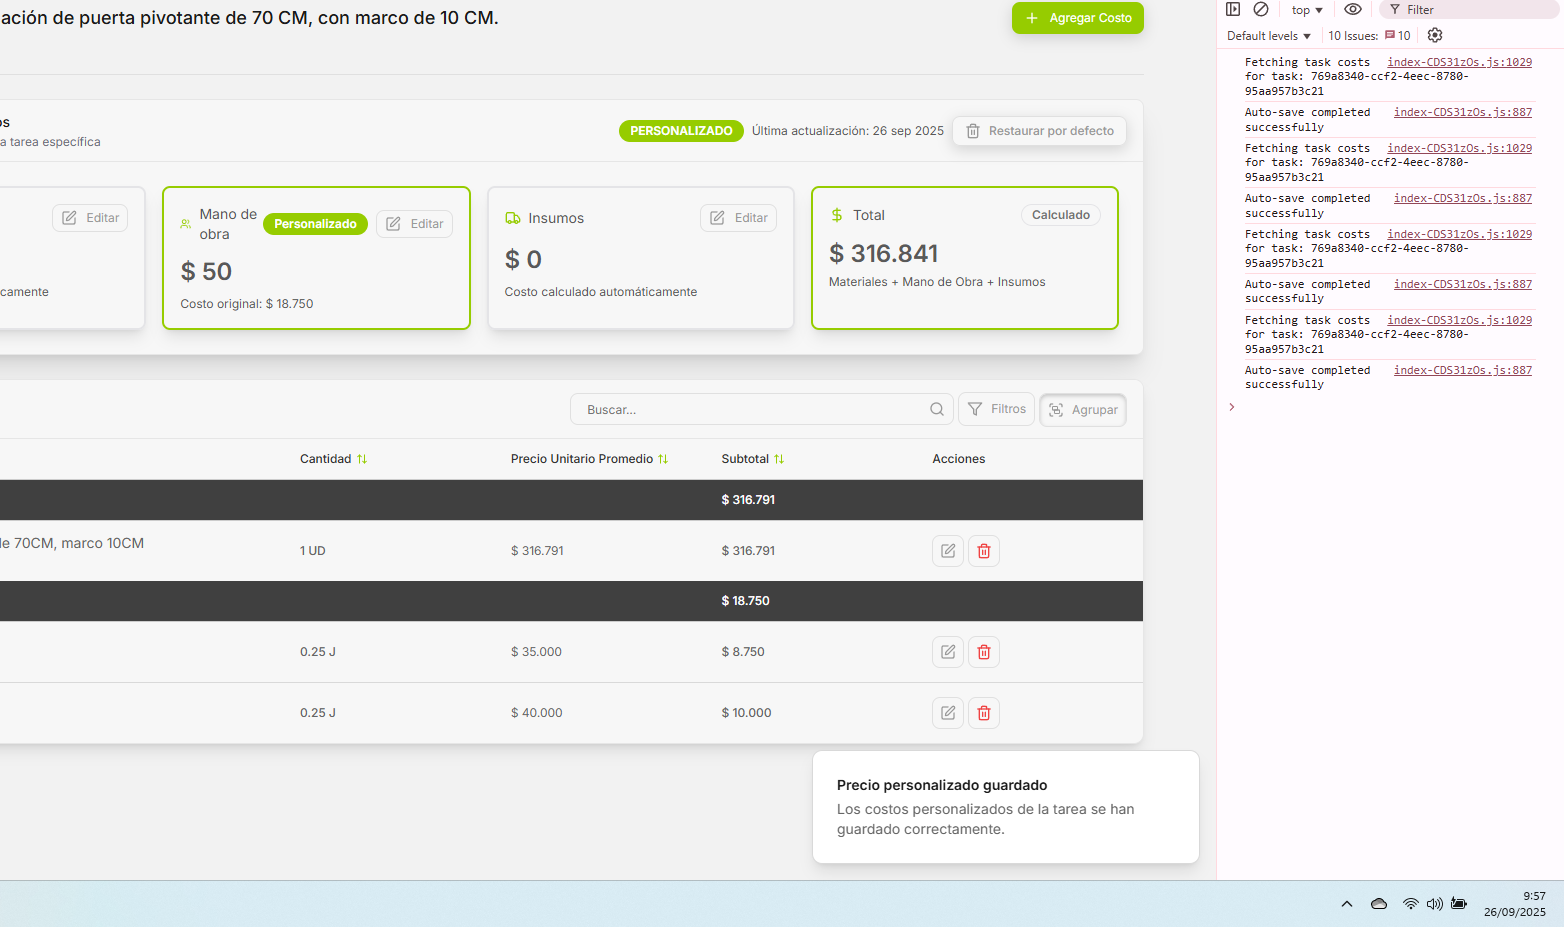 ación de puerta pivotante de 70 CM, con marco de 10 CM.
Agregar Costo
os
a tarea específica
PERSONALIZADO
Última actualización: 26 sep 2025
Restaurar por defecto
Editar
camente
Mano de
obra
Personalizado
Editar
$ 50
Costo original: $ 18.750
Insumos
Editar
$ 0
Costo calculado automáticamente
$ Total
Calculado
$ 316.841
Materiales + Mano de Obra + Insumos
Buscar...
Filtros
Agrupar
Cantidad
Precio Unitario Promedio
Subtotal
Acciones
$ 316.791
de 70CM, marco 10CM
1 UD
$ 316.791
$ 316.791
$ 18.750
0.25 J
$ 35.000
$ 8.750
0.25 J
$ 40.000
$ 10.000
Precio personalizado guardado
Los costos personalizados de la tarea se han
guardado correctamente.
top
Filter
Default levels
10 Issues:
10
Fetching task costs index-CDS31zOs.js:1029
for task: 769a8340-ccf2-4eec-8780-
95aa957b3c21
Auto-save completed index-CDS31zOs.js:887
successfully
Fetching task costs index-CDS31zOs.js:1029
for task: 769a8340-ccf2-4eec-8780-
95aa957b3c21
Auto-save completed index-CDS31zOs.js:887
successfully
Fetching task costs index-CDS31zOs.js:1029
for task: 769a8340-ccf2-4eec-8780-
95aa957b3c21
Auto-save completed index-CDS31zOs.js:887
successfully
Fetching task costs index-CDS31zOs.js:1029
for task: 769a8340-ccf2-4eec-8780-
95aa957b3c21
Auto-save completed index-CDS31zOs.js:887
successfully
9:57
26/09/2025